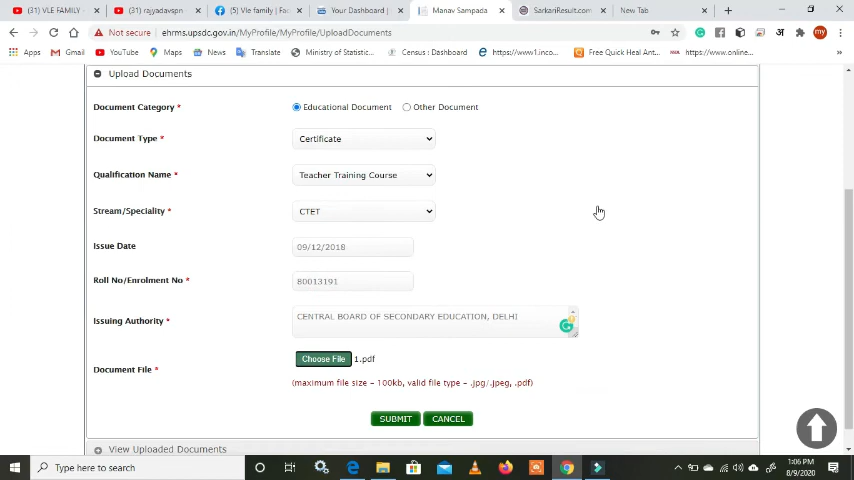 (31) VLE FAMILY
(31) rajyadavspn
(5) Vle family | Fac
Your Dashboard |
Manav Sampada
SarkariResult.com
New Tab
Not secure | ehrms.upsdc.gov.in/MyProfile/MyProfile/UploadDocuments
my
Apps
Gmail
YouTube
Maps
News
Translate
Ministry of Statistic...
Census : Dashboard
https://www1.inco...
Free Quick Heal Ant...
https://www.online...
Upload Documents
Document Category *
Educational Document
Other Document
Document Type *
Certificate
Qualification Name *
Teacher Training Course
Stream/Speciality *
CTET
Issue Date
09/12/2018
Roll No/Enrolment No *
80013191
Issuing Authority *
CENTRAL BOARD OF SECONDARY EDUCATION, DELHI
Document File *
Choose File 1.pdf
(maximum file size - 100kb, valid file type - .jpg/.jpeg, .pdf)
SUBMIT
CANCEL
View Uploaded Documents
Type here to search
1:06 PM
8/9/2020